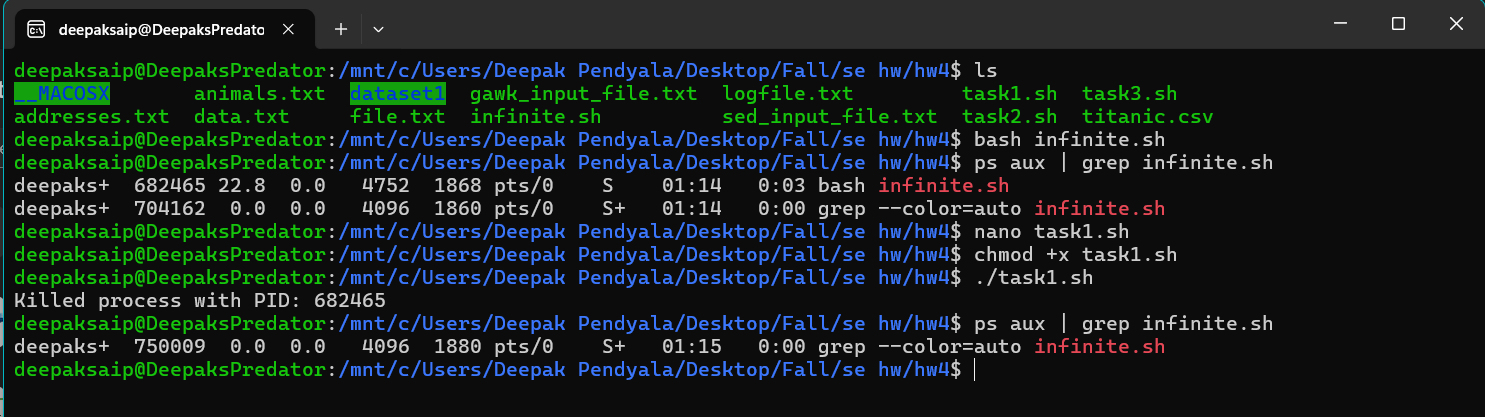 deepaksaip@DeepaksPredato
deepaksaip@DeepaksPredator:/mnt/c/Users/Deepak Pendyala/Desktop/Fall/se hw/hw4$ ls
__MACOSX       animals.txt  dataset1  gawk_input_file.txt  logfile.txt         task1.sh  task3.sh
addresses.txt  data.txt     file.txt  infinite.sh          sed_input_file.txt  task2.sh  titanic.csv
deepaksaip@DeepaksPredator:/mnt/c/Users/Deepak Pendyala/Desktop/Fall/se hw/hw4$ bash infinite.sh
deepaksaip@DeepaksPredator:/mnt/c/Users/Deepak Pendyala/Desktop/Fall/se hw/hw4$ ps aux | grep infinite.sh
deepaks+  682465 22.8  0.0   4752  1868 pts/0    S    01:14   0:03 bash infinite.sh
deepaks+  704162  0.0  0.0   4096  1860 pts/0    S+   01:14   0:00 grep --color=auto infinite.sh
deepaksaip@DeepaksPredator:/mnt/c/Users/Deepak Pendyala/Desktop/Fall/se hw/hw4$ nano task1.sh
deepaksaip@DeepaksPredator:/mnt/c/Users/Deepak Pendyala/Desktop/Fall/se hw/hw4$ chmod +x task1.sh
deepaksaip@DeepaksPredator:/mnt/c/Users/Deepak Pendyala/Desktop/Fall/se hw/hw4$ ./task1.sh
Killed process with PID: 682465
deepaksaip@DeepaksPredator:/mnt/c/Users/Deepak Pendyala/Desktop/Fall/se hw/hw4$ ps aux | grep infinite.sh
deepaks+  750009  0.0  0.0   4096  1880 pts/0    S+   01:15   0:00 grep --color=auto infinite.sh
deepaksaip@DeepaksPredator:/mnt/c/Users/Deepak Pendyala/Desktop/Fall/se hw/hw4$